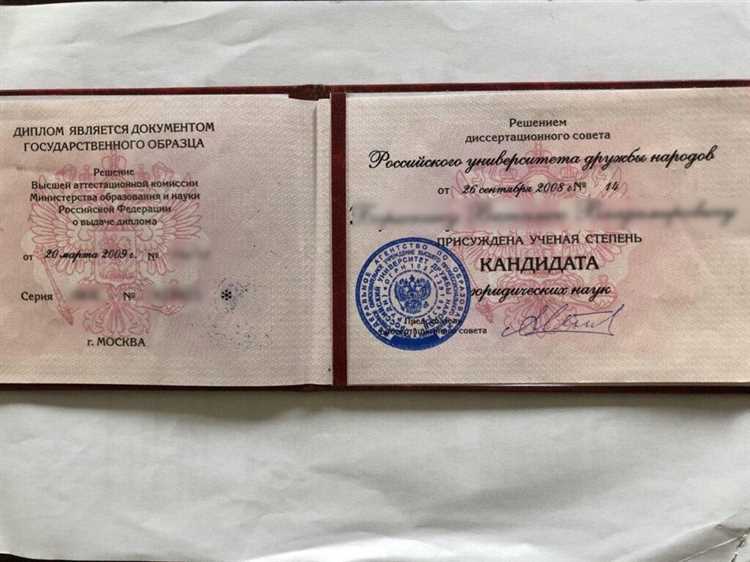 ДИПЛОМ ЯВЛЯЕТСЯ ДОКУМЕНТОМ
ГОСУДАРСТВЕННОГО ОБРАЗЦА
Решение
Высшей аттестационной комиссии
Министерства образования и науки
Российской Федерации
о выдаче диплома
от 20 марта 2009 г. №
Серия №
г. МОСКВА
Решением
диссертационного совета
Российского университета дружбы народов
от 26 сентября 2008 г. № 14
ПРИСУЖДЕНА УЧЕНАЯ СТЕПЕНЬ
КАНДИДАТА
юридических наук
совета